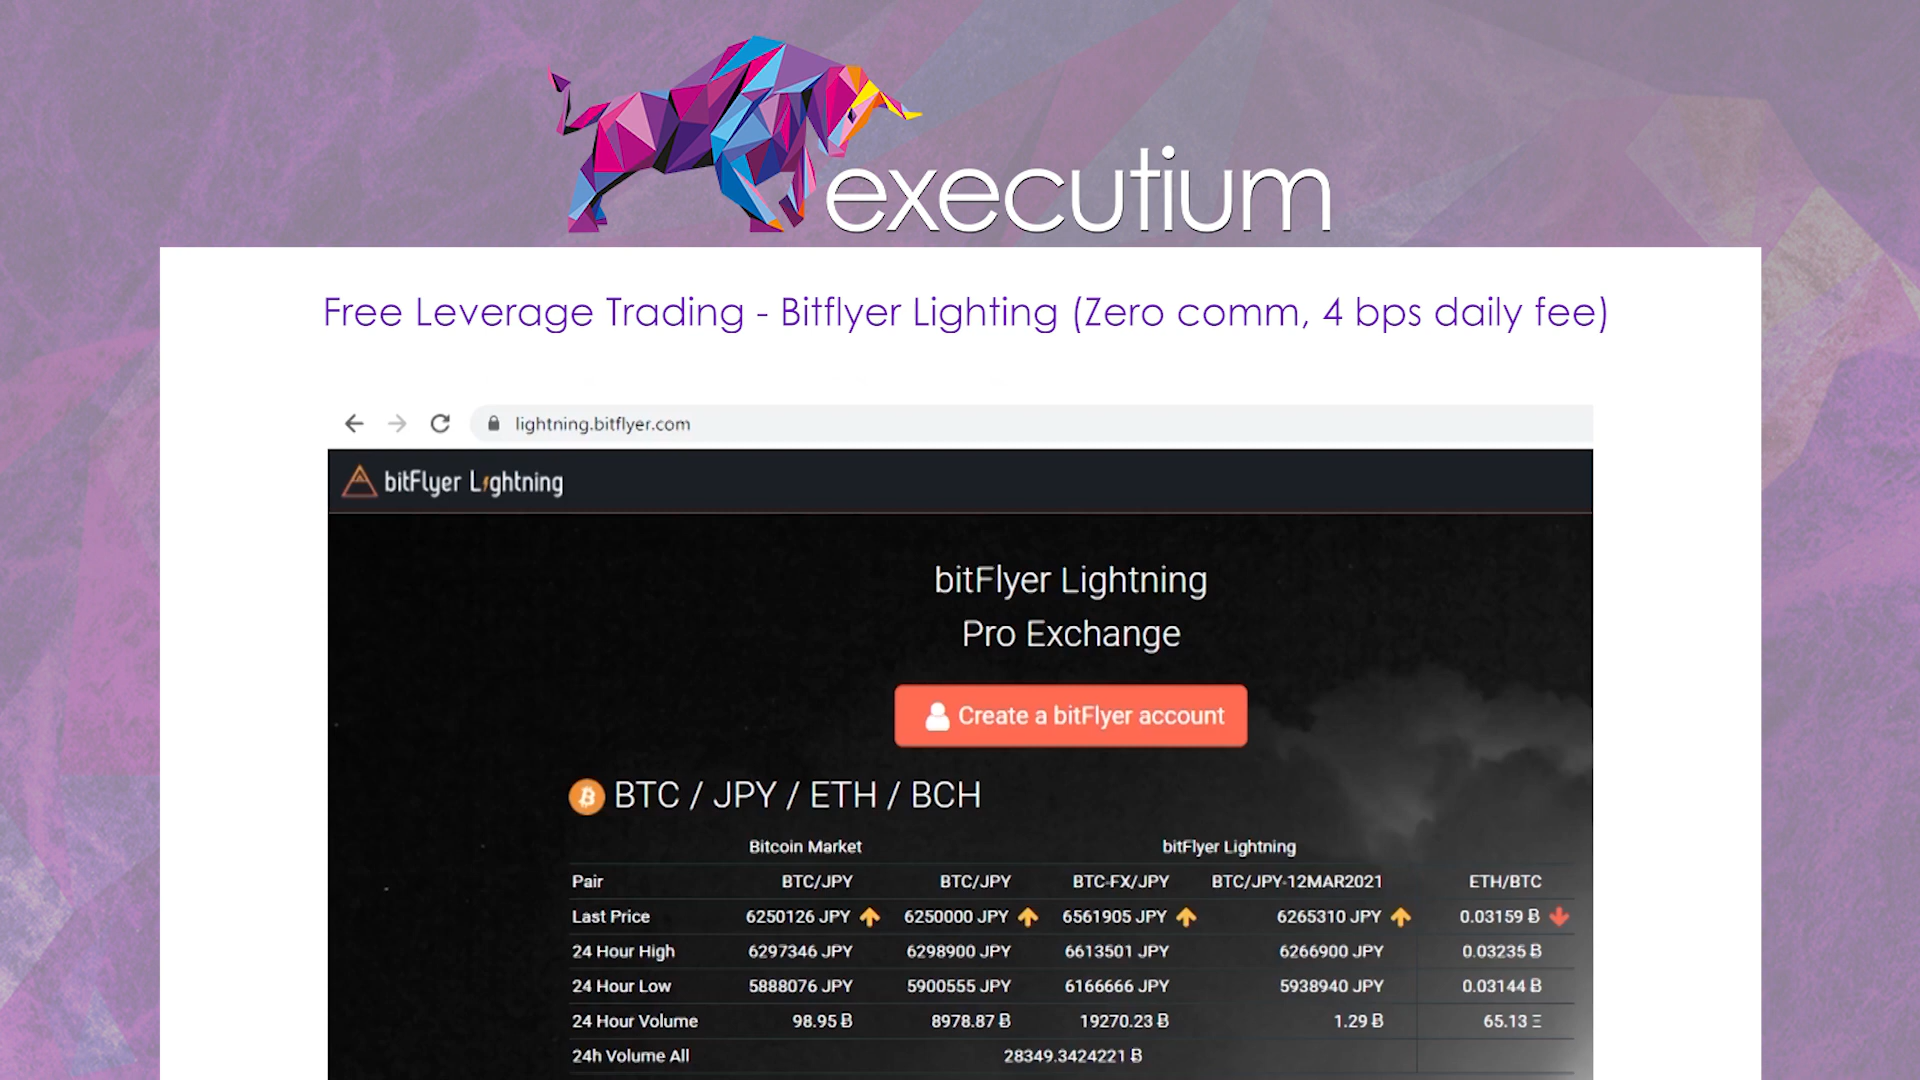 executium
Free Leverage Trading - Bitflyer Lighting (Zero comm, 4 bps daily fee)
lightning.bitflyer.com
bitFlyer Lightning
bitFlyer Lightning
Pro Exchange
Create a bitFlyer account
BTC / JPY / ETH / BCH
Bitcoin Market bitFlyer Lightning
Pair BTC/JPY BTC/JPY BTC-FX/JPY BTC/JPY-12MAR2021 ETH/BTC
Last Price 6250126 JPY 6250000 JPY 6561905 JPY 6265310 JPY 0.03159 Ƀ
24 Hour High 6297346 JPY 6298900 JPY 6613501 JPY 6266900 JPY 0.03235 Ƀ
24 Hour Low 5888076 JPY 5900555 JPY 6166666 JPY 5938940 JPY 0.03144 Ƀ
24 Hour Volume 98.95 Ƀ 8978.87 Ƀ 19270.23 Ƀ 1.29 Ƀ 65.13 Ξ
24h Volume All 28349.3424221 Ƀ